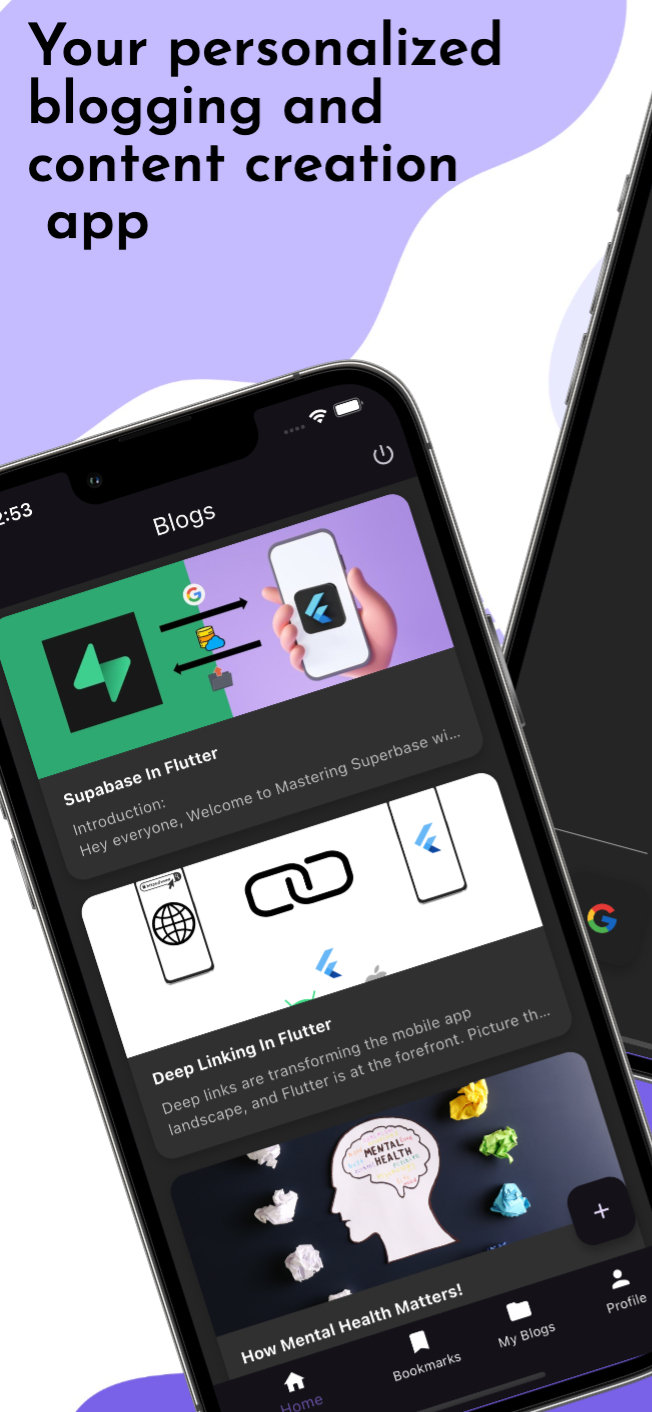 Your personalized
blogging and
content creation
app
2:53
Blogs
Supabase In Flutter
Introduction:
Hey everyone, Welcome to Mastering Superbase wi...
Deep Linking In Flutter
Deep links are transforming the mobile app
landscape, and Flutter is at the forefront. Picture th...
MENTAL
HEALTH
How Mental Health Matters!
Home
Bookmarks
My Blogs
Profile